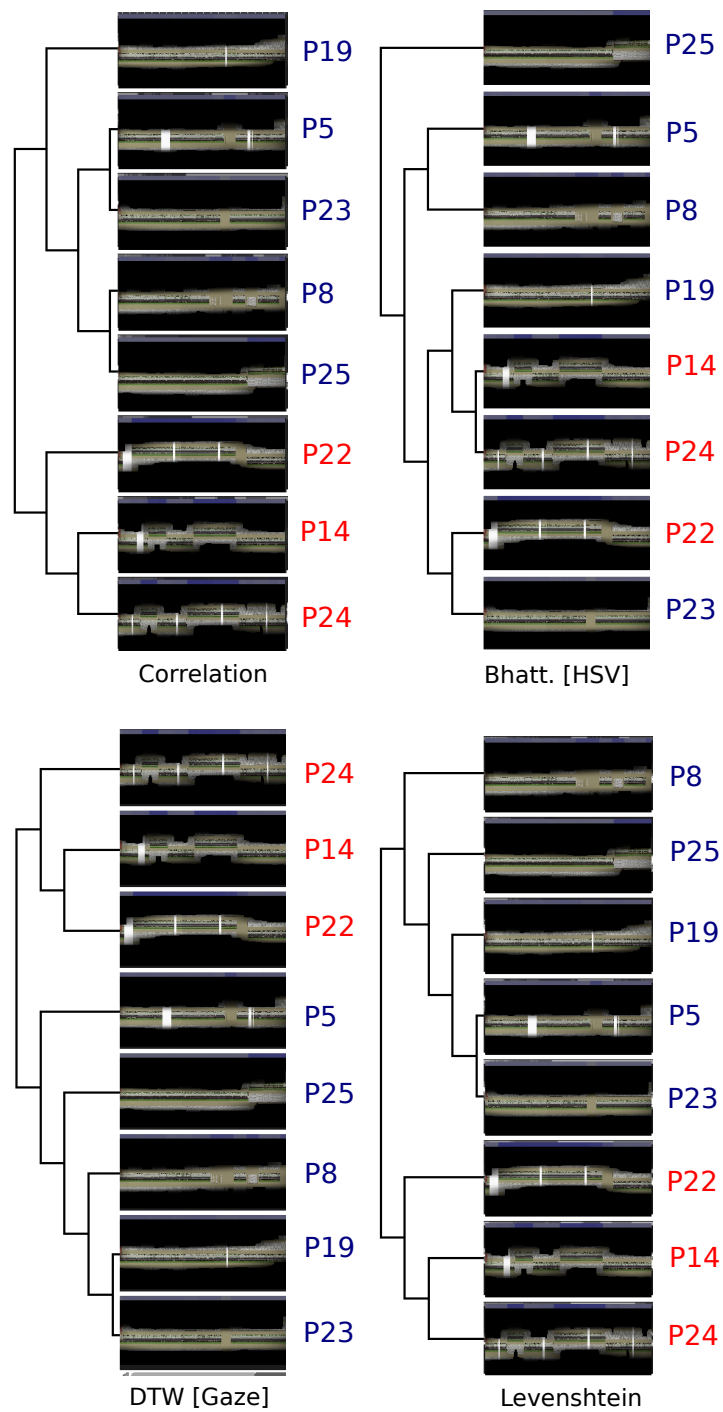 P19
P5
P23
P8
P25
P22
P14
P24
Correlation
P25
P5
P8
P19
P14
P24
P22
P23
Bhatt. [HSV]
P24
P14
P22
P5
P25
P8
P19
P23
DTW [Gaze]
P8
P25
P19
P5
P23
P22
P14
P24
Levenshtein